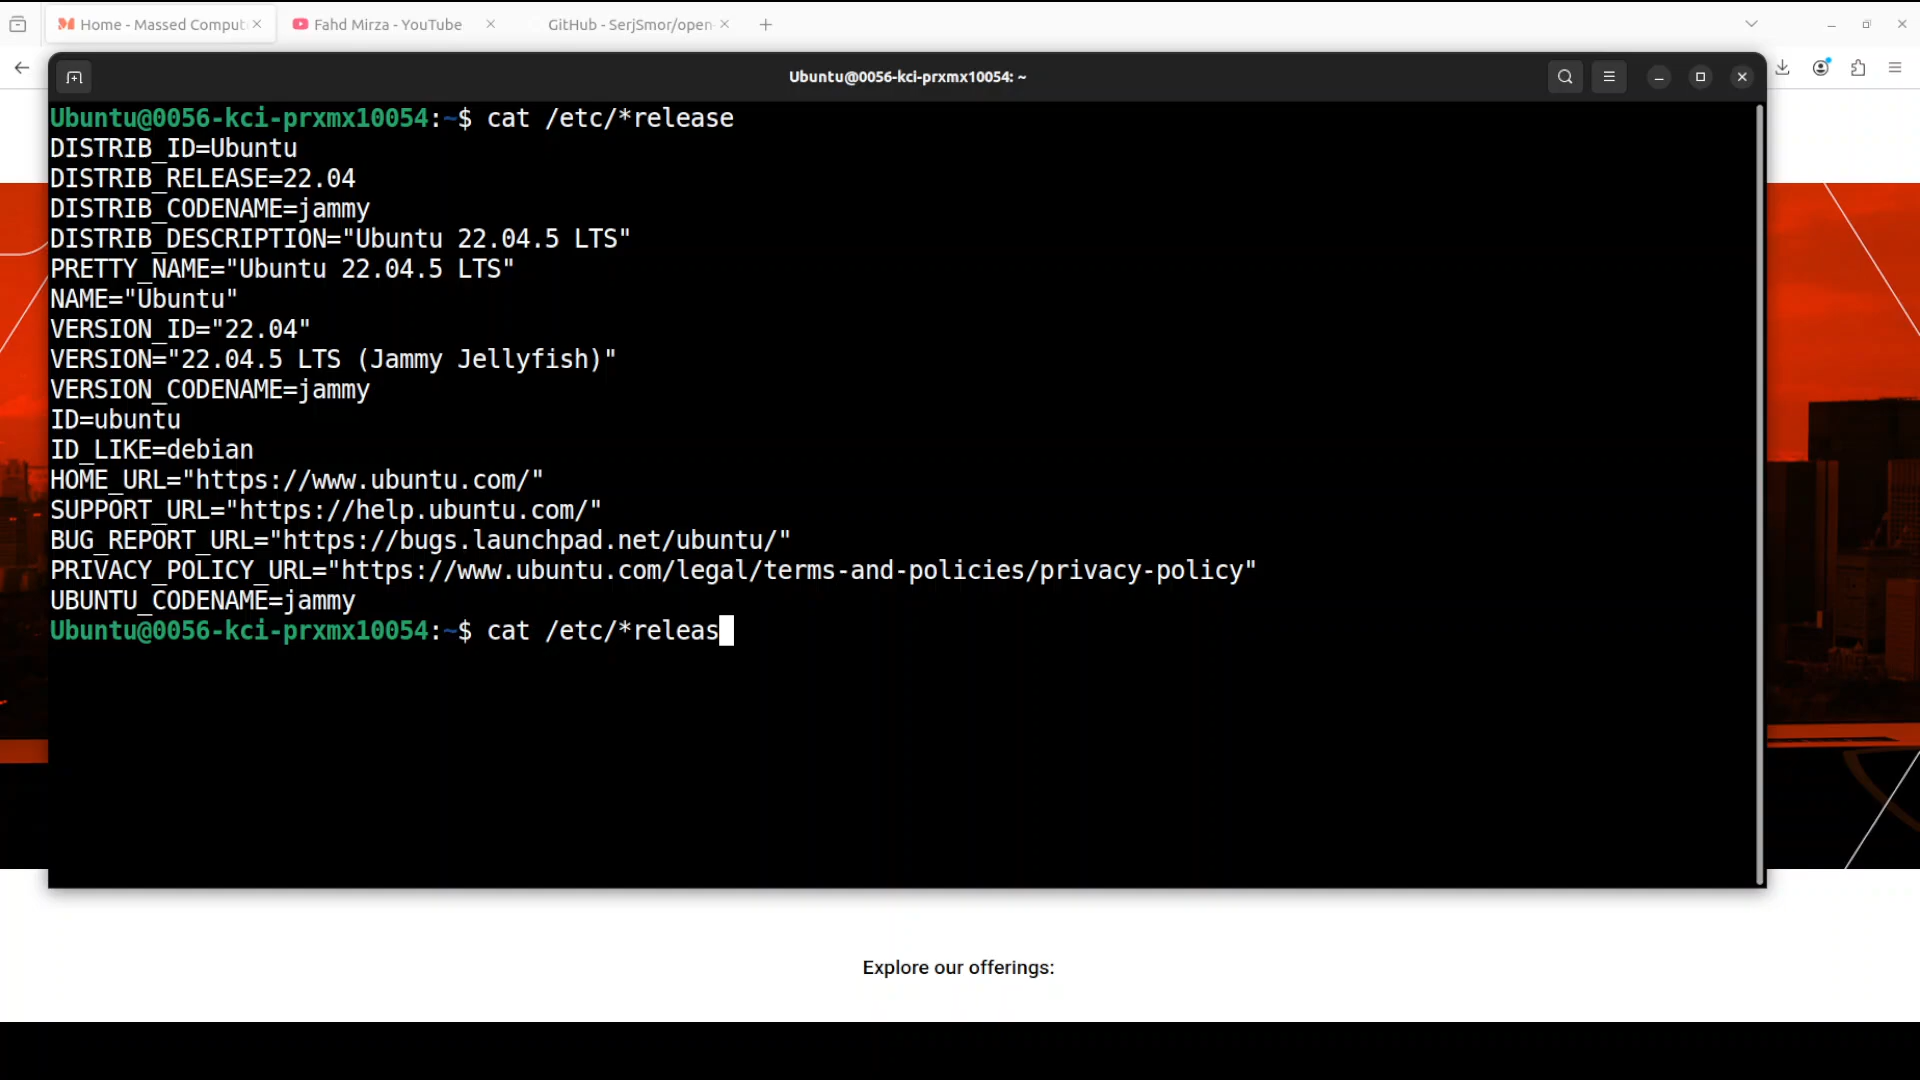 Home - Massed Comput
Fahd Mirza - YouTube
GitHub - SerjSmor/open-
Ubuntu@0056-kci-prxmx10054: ~
Ubuntu@0056-kci-prxmx10054:~$ cat /etc/*release
DISTRIB_ID=Ubuntu
DISTRIB_RELEASE=22.04
DISTRIB_CODENAME=jammy
DISTRIB_DESCRIPTION="Ubuntu 22.04.5 LTS"
PRETTY_NAME="Ubuntu 22.04.5 LTS"
NAME="Ubuntu"
VERSION_ID="22.04"
VERSION="22.04.5 LTS (Jammy Jellyfish)"
VERSION_CODENAME=jammy
ID=ubuntu
ID_LIKE=debian
HOME_URL="https://www.ubuntu.com/"
SUPPORT_URL="https://help.ubuntu.com/"
BUG_REPORT_URL="https://bugs.launchpad.net/ubuntu/"
PRIVACY_POLICY_URL="https://www.ubuntu.com/legal/terms-and-policies/privacy-policy"
UBUNTU_CODENAME=jammy
Ubuntu@0056-kci-prxmx10054:~$ cat /etc/*releas
Explore our offerings: